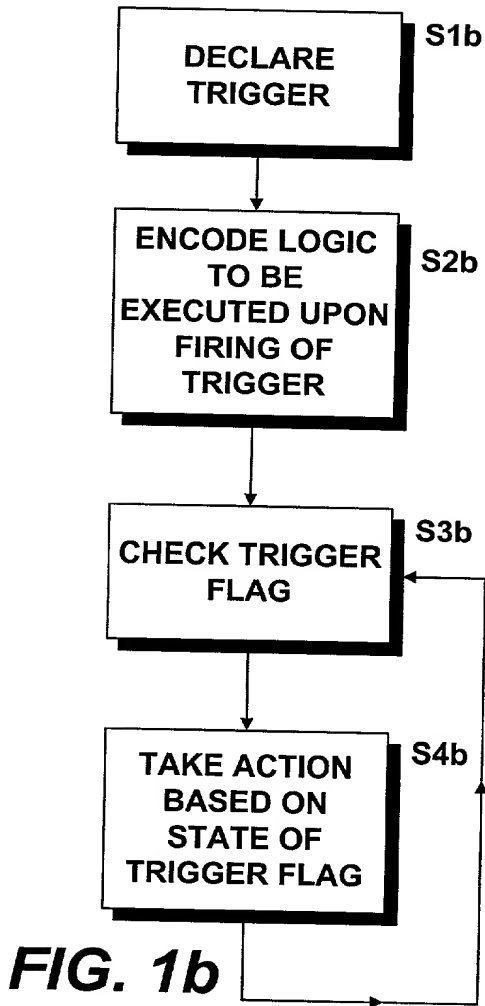 DECLARE
TRIGGER
S1b
ENCODE LOGIC
TO BE
EXECUTED UPON
FIRING OF
TRIGGER
S2b
CHECK TRIGGER
FLAG
S3b
TAKE ACTION
BASED ON
STATE OF
TRIGGER FLAG
S4b
FIG. 1b